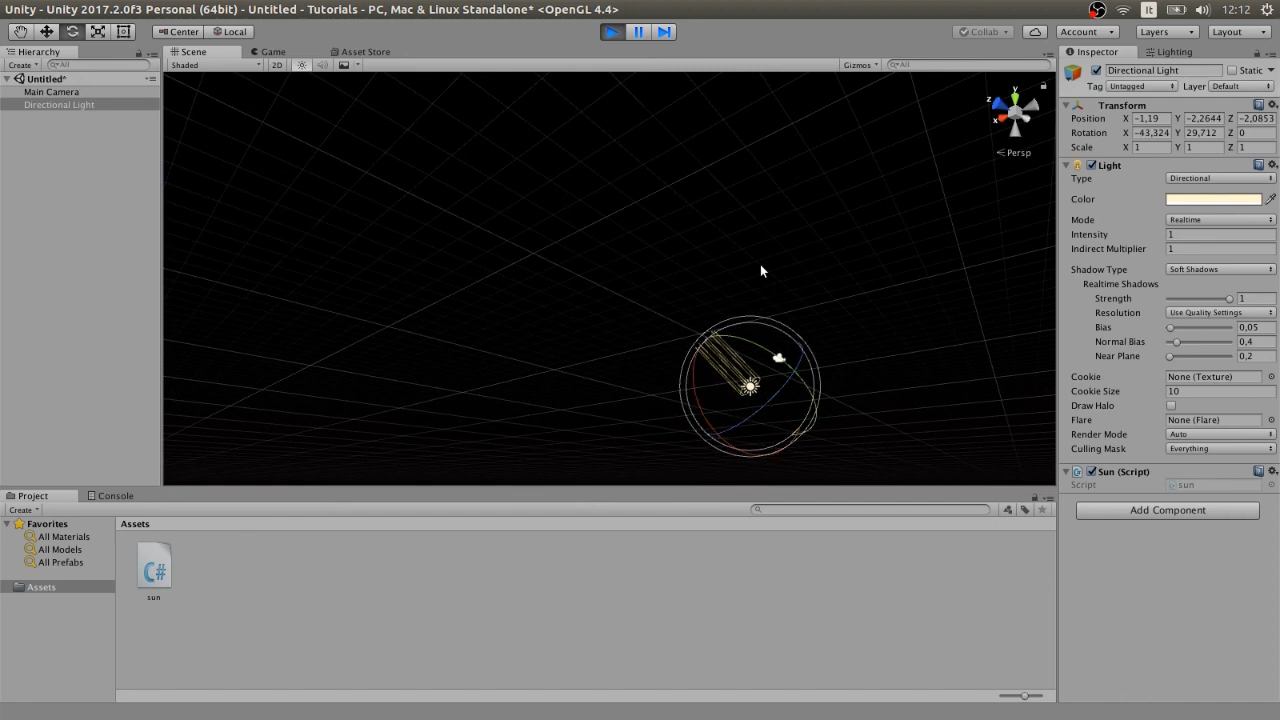 Unity 2017.2.0f3 Personal (64bit) - Untitled - Tutorials - PC, Mac & Linux Standalone* <OpenGL 4.4>
It
12:12
Center
Local
Collab
Account
Layers
Layout
Hierarchy
Create
All
Untitled*
Main Camera
Directional Light
Scene
Game
Asset Store
Shaded
2D
Gizmos
All
y
z
x
Persp
Inspector
Lighting
Directional Light
Static
Tag Untagged Layer Default
Transform
Position X -1,19 Y -2,2644 Z -2,0853
Rotation X -43,324 Y 29,712 Z 0
Scale X 1 Y 1 Z 1
Light
Type Directional
Color
Mode Realtime
Intensity 1
Indirect Multiplier 1
Shadow Type Soft Shadows
Realtime Shadows
Strength 1
Resolution Use Quality Settings
Bias 0,05
Normal Bias 0,4
Near Plane 0,2
Cookie None (Texture)
Cookie Size 10
Draw Halo
Flare None (Flare)
Render Mode Auto
Culling Mask Everything
Sun (Script)
Script sun
Add Component
Project
Console
Create
Favorites
All Materials
All Models
All Prefabs
Assets
Assets
C#
sun